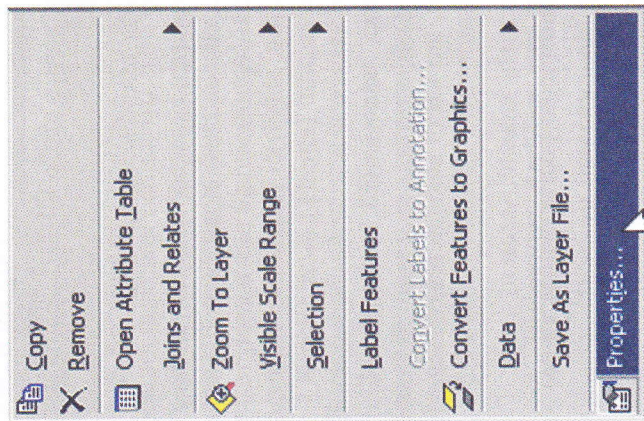 Copy
Remove
Open Attribute Table
Joins and Relates
Zoom To Layer
Visible Scale Range
Selection
Label Features
Convert Labels to Annotation...
Convert Features to Graphics...
Data
Save As Layer File...
Properties...